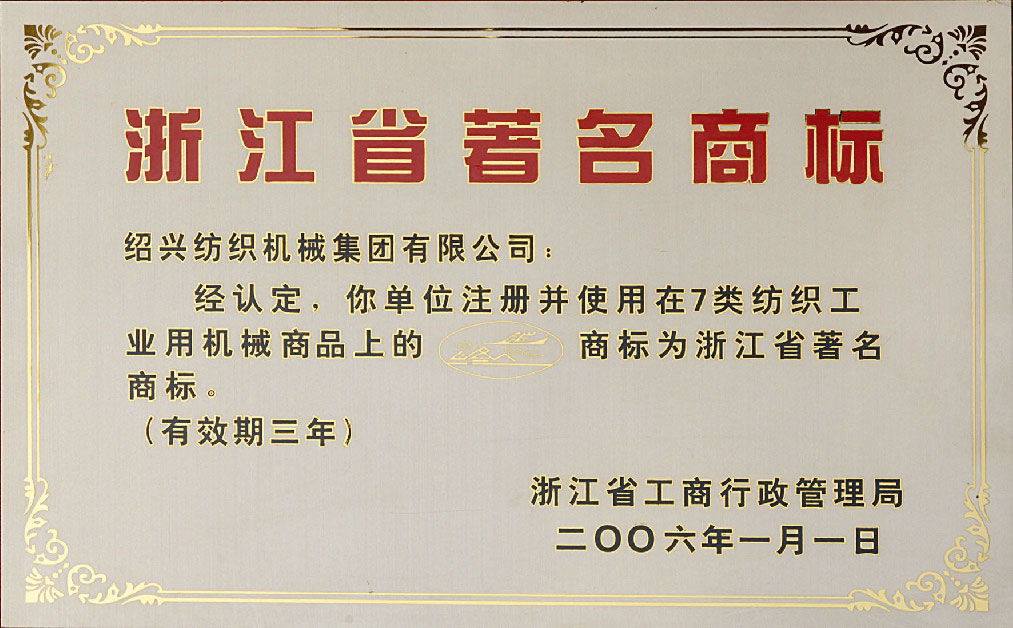 浙江省著名商标
绍兴纺织机械集团有限公司：
经认定，你单位注册并使用在7类纺织工
业用机械商品上的 商标为浙江省著名
商标。
（有效期三年）
浙江省工商行政管理局
二〇〇六年一月一日